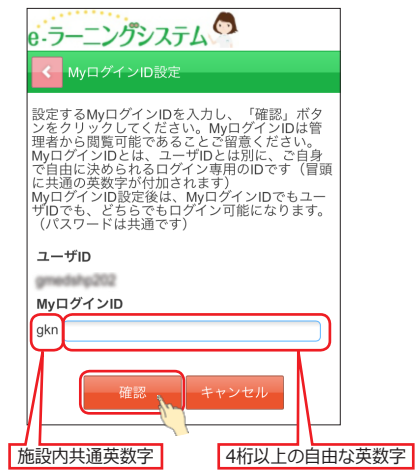 e-ラーニングシステム
MyログインID設定
設定するMyログインIDを入力し、「確認」ボタ
ンをクリックしてください。MyログインIDは管
理者から閲覧可能であることご留意ください。
MyログインIDとは、ユーザIDとは別に、ご自身
で自由に決められるログイン専用のIDです（冒頭
に共通の英数字が付加されます）
MyログインID設定後は、MyログインIDでもユー
ザIDでも、どちらでもログイン可能になります。
（パスワードは共通です）
ユーザID
MyログインID
gkn
確認 キャンセル
施設内共通英数字 4桁以上の自由な英数字